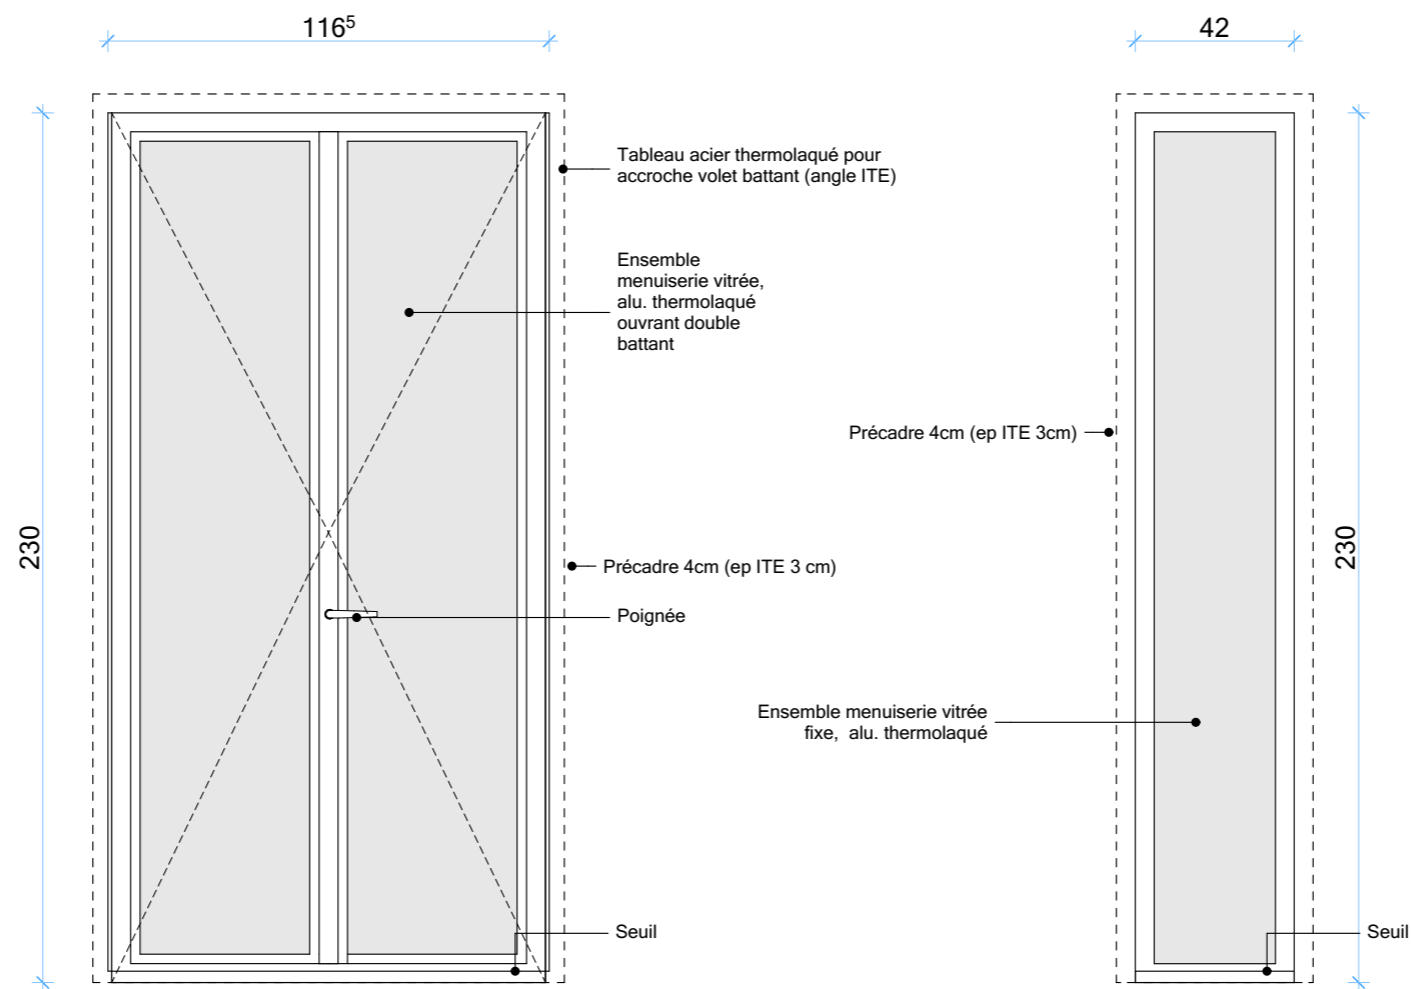 116⁵
42
Tableau acier thermolaqué pour
accroche volet battant (angle ITE)
Ensemble
menuiserie vitrée,
alu. thermolaqué
ouvrant double
battant
Précadre 4cm (ep ITE 3cm)
230
230
Précadre 4cm (ep ITE 3 cm)
Poignée
Ensemble menuiserie vitrée
fixe, alu. thermolaqué
Seuil
Seuil